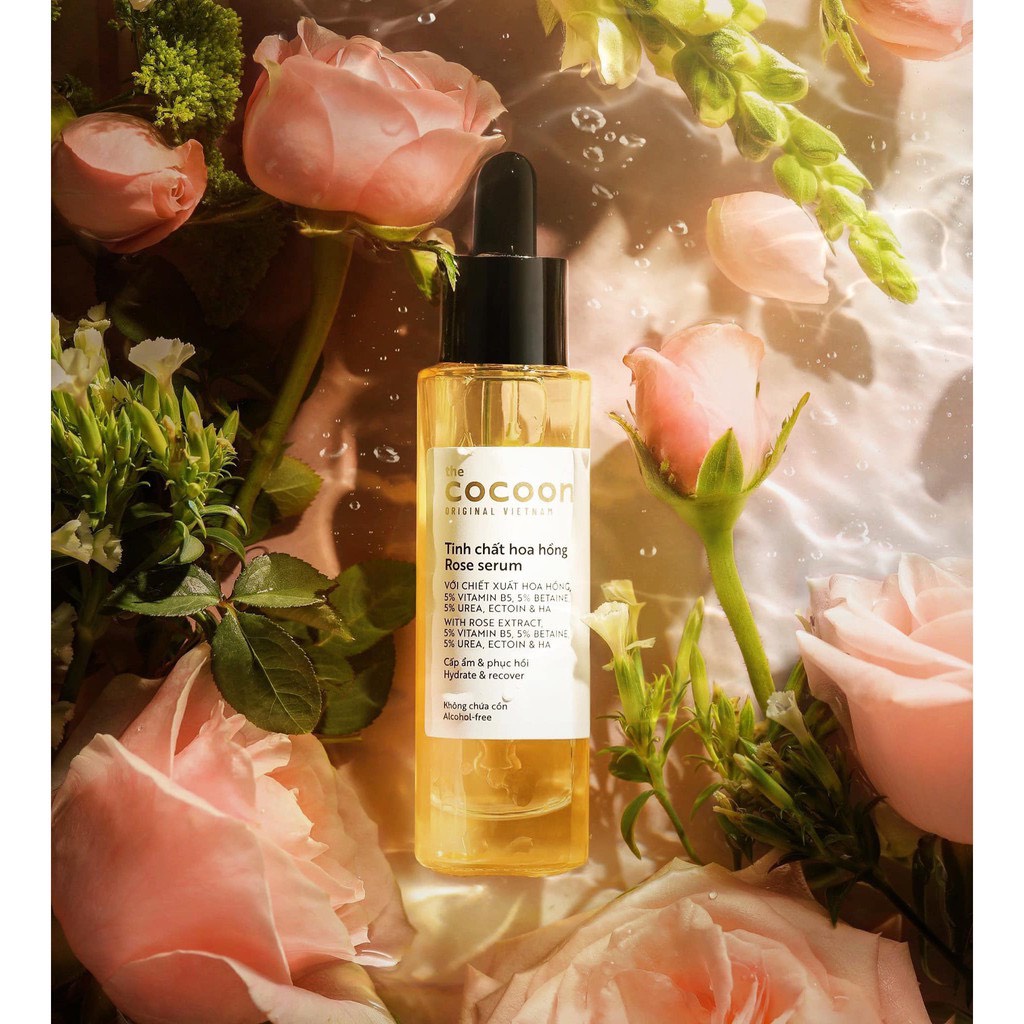 the
cocoon
ORIGINAL VIETNAM
Tinh chất hoa hồng
Rose serum
VỚI CHIẾT XUẤT HOA HỒNG,
5% VITAMIN B5, 5% BETAINE,
5% UREA, ECTOIN & HA
WITH ROSE EXTRACT,
5% VITAMIN B5, 5% BETAINE,
5% UREA, ECTOIN & HA
Cấp ẩm & phục hồi
Hydrate & recover
Không chứa cồn
Alcohol-free